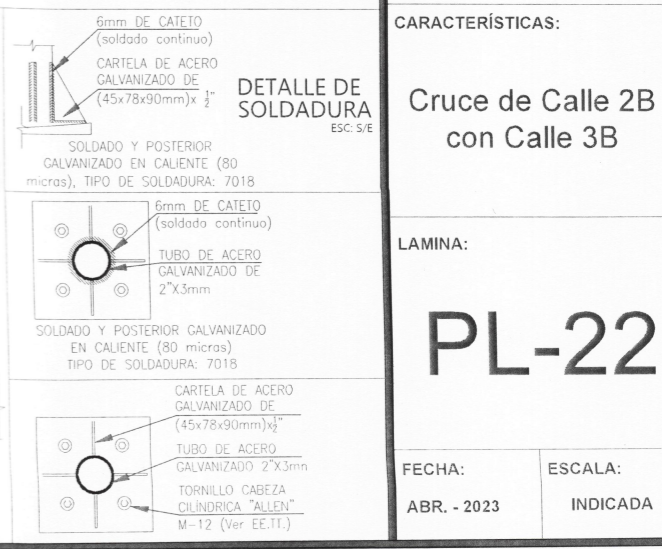 6mm DE CATETO
(soldado continuo)
CARTELA DE ACERO
GALVANIZADO DE
(45x78x90mm)x ½"
DETALLE DE
SOLDADURA
ESC: S/E
SOLDADO Y POSTERIOR
GALVANIZADO EN CALIENTE (80
micras), TIPO DE SOLDADURA: 7018
6mm DE CATETO
(soldado continuo)
TUBO DE ACERO
GALVANIZADO DE
2"X3mm
SOLDADO Y POSTERIOR GALVANIZADO
EN CALIENTE (80 micras)
TIPO DE SOLDADURA: 7018
CARTELA DE ACERO
GALVANIZADO DE
(45x78x90mm)x½"
TUBO DE ACERO
GALVANIZADO 2"X3mm
TORNILLO CABEZA
CILÍNDRICA "ALLEN"
M-12 (Ver EE.TT.)
CARACTERÍSTICAS:
Cruce de Calle 2B
con Calle 3B
LAMINA:
PL-22
FECHA:
ABR. - 2023
ESCALA:
INDICADA